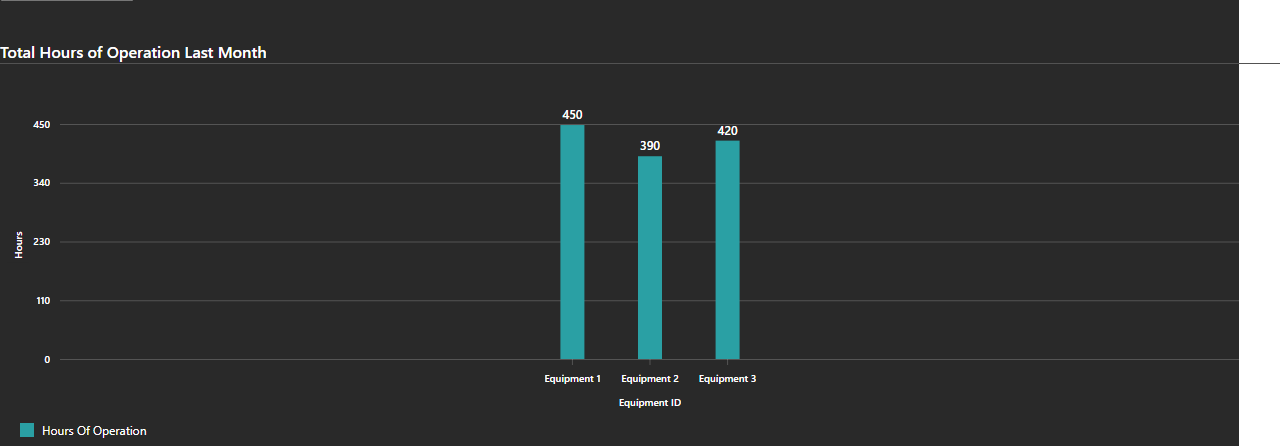 Total Hours of Operation Last Month
450
390
420
450
340
230
110
0
Hours
Equipment 1
Equipment 2
Equipment 3
Equipment ID
Hours Of Operation